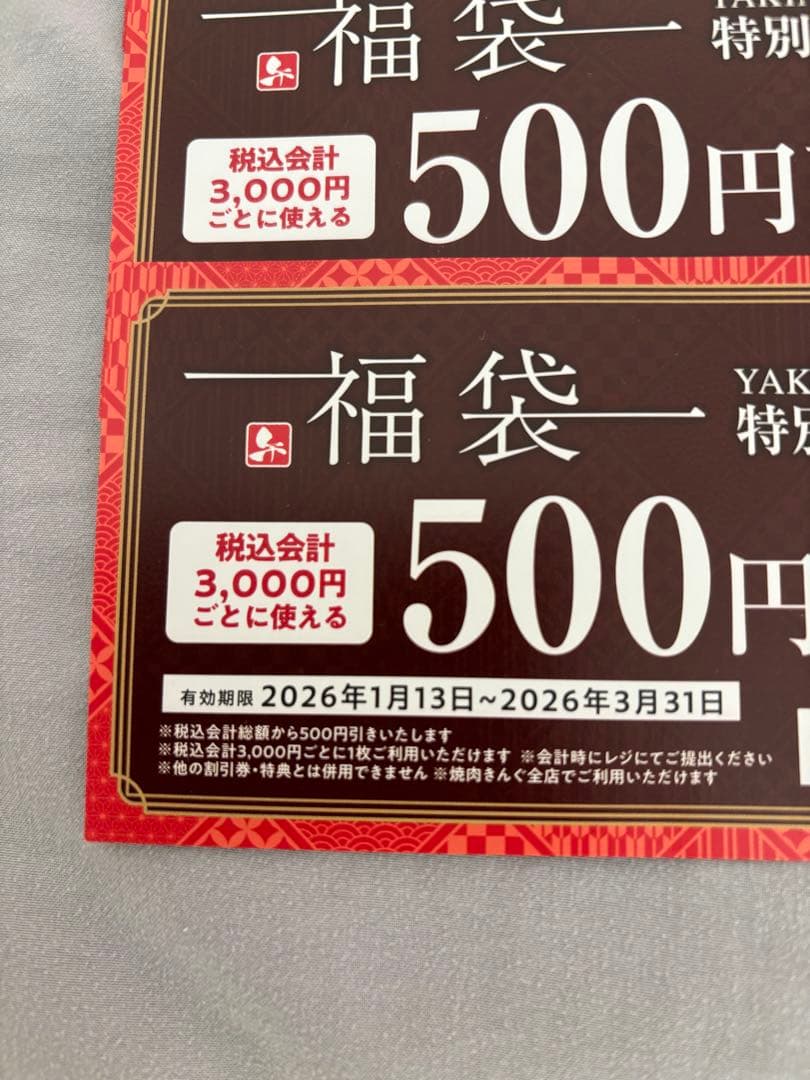 福袋
特別
税込会計
3,000円
ごとに使える
500円
福袋
YAK
特別
税込会計
3,000円
ごとに使える
500円
有効期限 2026年1月13日~2026年3月31日
※税込会計総額から500円引きいたします
※税込会計3,000円ごとに1枚ご利用いただけます ※会計時にレジにてご提出ください
※他の割引券・特典とは併用できません ※焼肉きんぐ全店でご利用いただけます